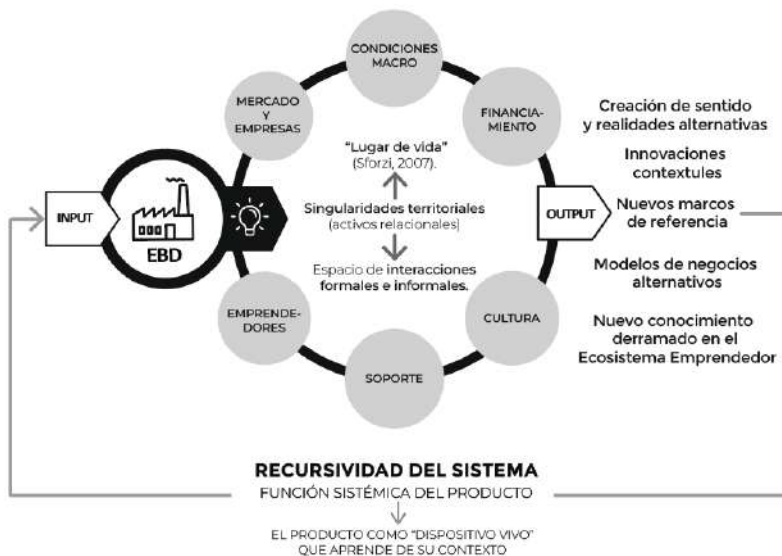 CONDICIONES
MACRO
MERCADO
Y
EMPRESAS
FINANCIA-
MIENTO
"Lugar de vida"
(Sforzi, 2007).
Singularidades territoriales
(activos relacionales)
Espacio de interacciones
formales e informales.
INPUT
EBD
OUTPUT
EMPRENDE-
DORES
CULTURA
SOPORTE
Creación de sentido
y realidades alternativas
Innovaciones
contextules
Nuevos marcos
de referencia
Modelos de negocios
alternativos
Nuevo conocimiento
derramado en el
Ecosistema Emprendedor
RECURSIVIDAD DEL SISTEMA
FUNCIÓN SISTÉMICA DEL PRODUCTO
EL PRODUCTO COMO "DISPOSITIVO VIVO"
QUE APRENDE DE SU CONTEXTO